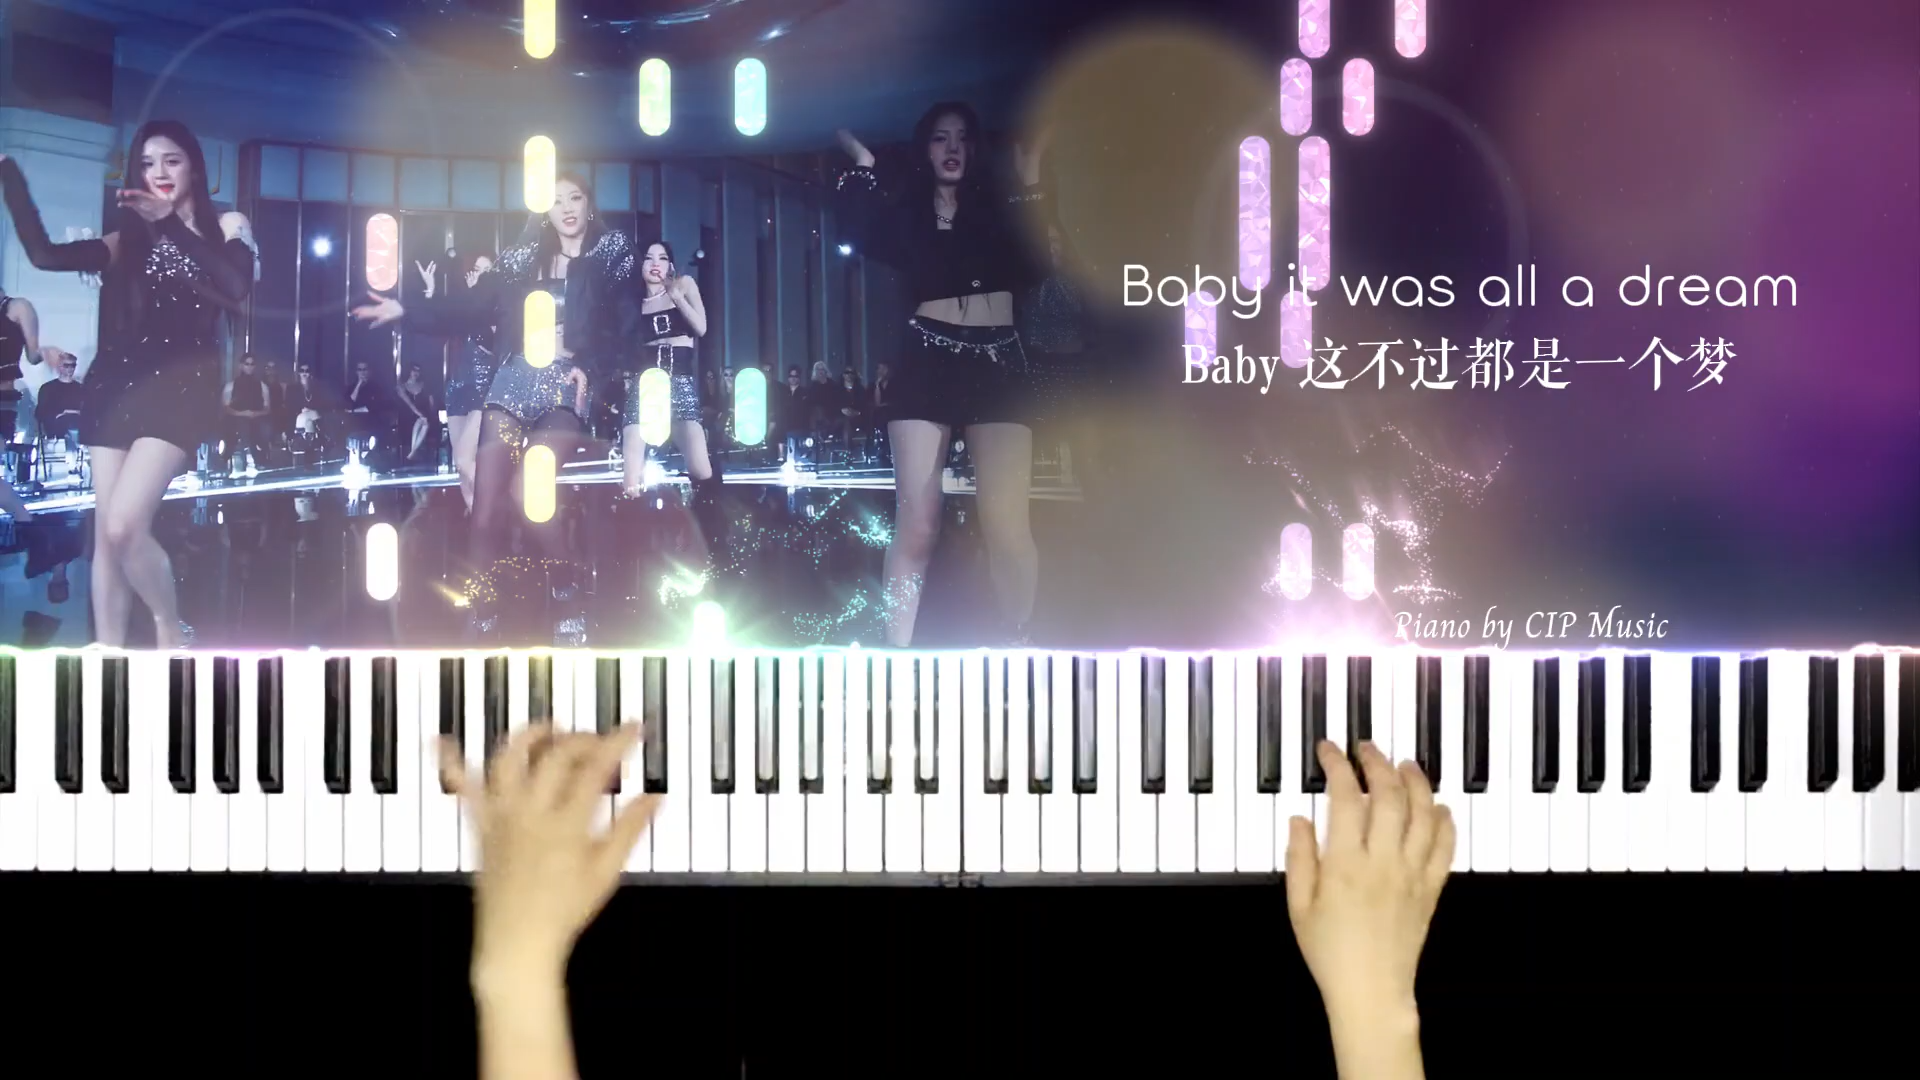 Baby it was all a dream
Baby 这不过都是一个梦
Piano by CIP Music